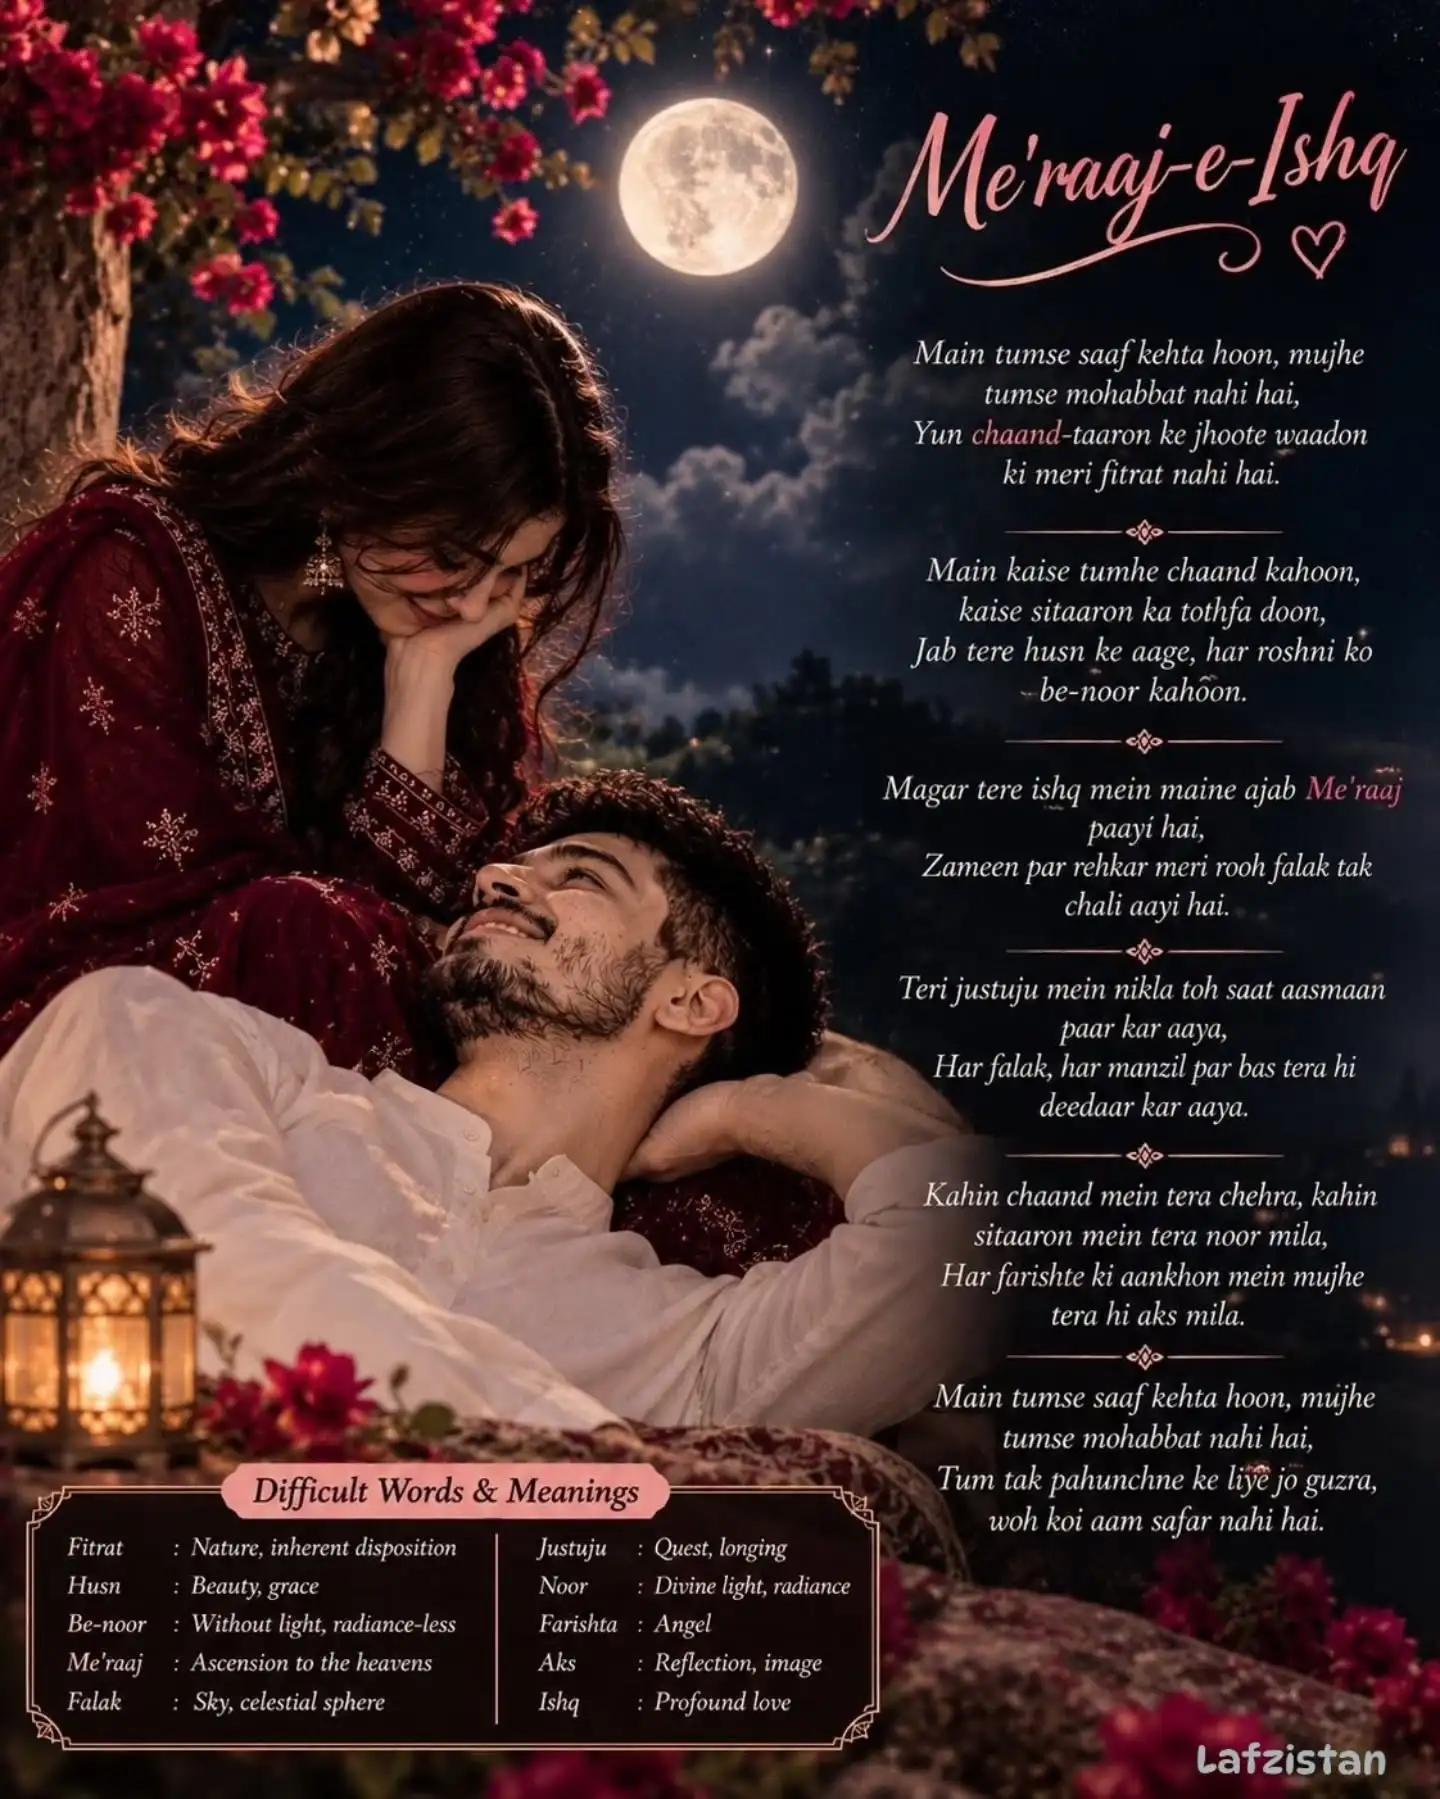 Me'raaj-e-Ishq
Main tumse saaf kehta hoon, mujhe
tumse mohabbat nahi hai,
Yun chaand-taaron ke jhoote waadon
ki meri fitrat nahi hai.
Main kaise tumhe chaand kahoon,
kaise sitaaron ka tothfa doon,
Jab tere husn ke aage, har roshni ko
be-noor kahoon.
Magar tere ishq mein maine ajab Me'raaj
paayi hai,
Zameen par rehkar meri rooh falak tak
chali aayi hai.
Teri justuju mein nikla toh saat aasmaan
paar kar aaya,
Har falak, har manzil par bas tera hi
deedaar kar aaya.
Kahin chaand mein tera chehra, kahin
sitaaron mein tera noor mila,
Har farishte ki aankhon mein mujhe
tera hi aks mila.
Main tumse saaf kehta hoon, mujhe
tumse mohabbat nahi hai,
Tum tak pahunchne ke liye jo guzra,
woh koi aam safar nahi hai.
Difficult Words & Meanings
Fitrat : Nature, inherent disposition
Husn : Beauty, grace
Be-noor : Without light, radiance-less
Me'raaj : Ascension to the heavens
Falak : Sky, celestial sphere
Justuju : Quest, longing
Noor : Divine light, radiance
Farishta : Angel
Aks : Reflection, image
Ishq : Profound love
Lafzistan